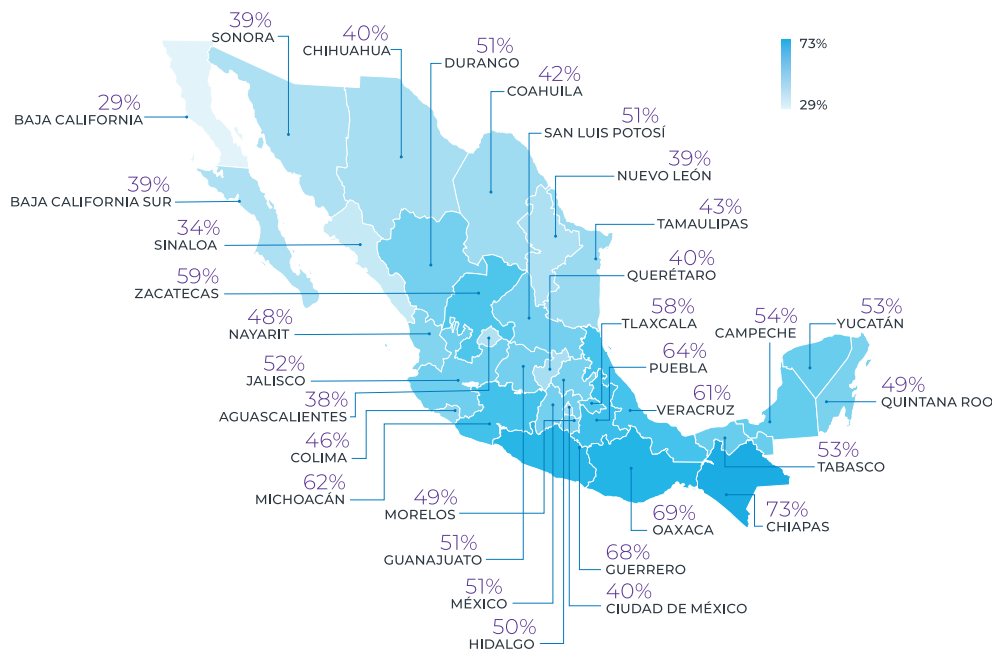 39%
SONORA
40%
CHIHUAHUA
51%
DURANGO
42%
COAHUILA
73%
29%
29%
BAJA CALIFORNIA
51%
SAN LUIS POTOSÍ
39%
NUEVO LEÓN
39%
BAJA CALIFORNIA SUR
43%
TAMAULIPAS
34%
SINALOA
40%
QUERÉTARO
59%
ZACATECAS
58%
TLAXCALA
54%
CAMPECHE
53%
YUCATÁN
48%
NAYARIT
64%
PUEBLA
52%
JALISCO
61%
VERACRUZ
49%
QUINTANA ROO
38%
AGUASCALIENTES
46%
COLIMA
53%
TABASCO
62%
MICHOACÁN
49%
MORELOS
69%
OAXACA
73%
CHIAPAS
51%
GUANAJUATO
68%
GUERRERO
51%
MÉXICO
40%
CIUDAD DE MÉXICO
50%
HIDALGO